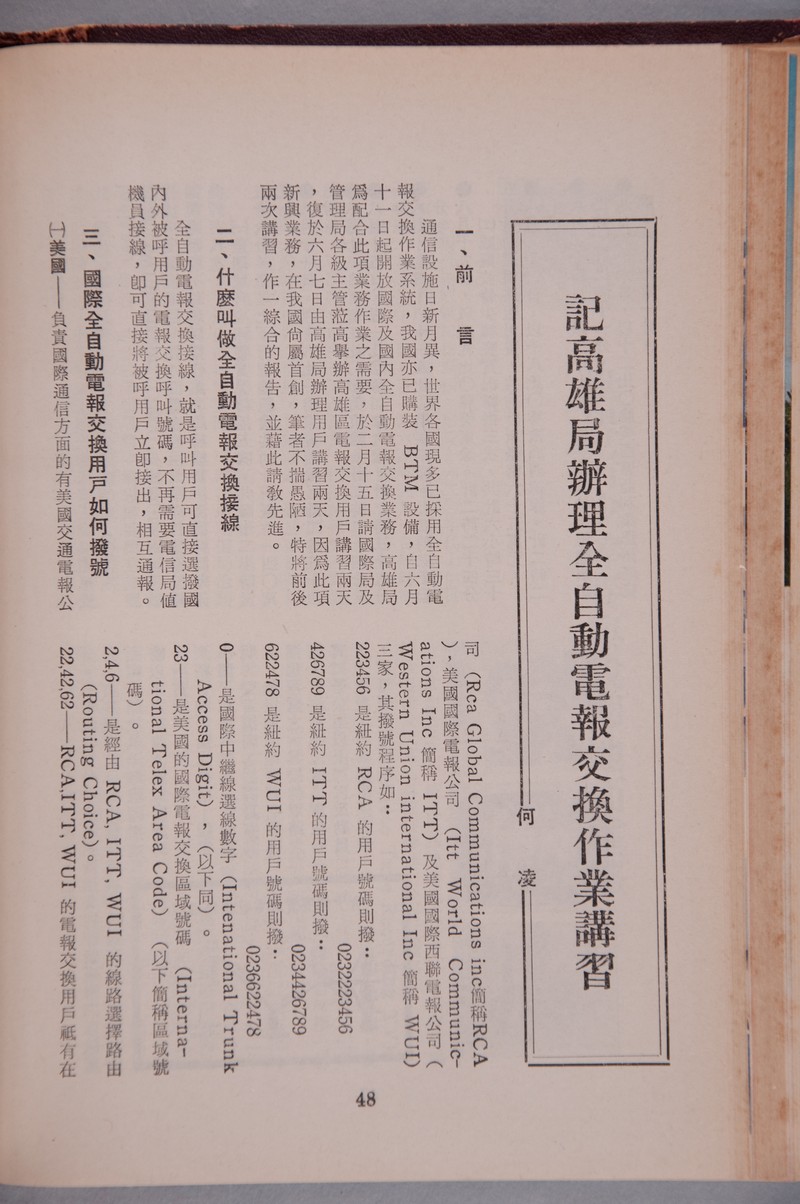 記高雄局辦理全自動電報交換作業講習
何凌
一、前　言
通信設施日新月異，世界各國現多已採用全自動電
報交換作業系統，我國亦已購裝 BTM 設備，自六月
十一日起開放國際及國內全自動電報交換業務，高雄局
爲配合此項業務作業之需要，於二月十五日請國際局及
管理局各級主管蒞高舉辦高雄區電報交換用戶講習兩天
，復於六月七日由高雄局辦理用戶講習兩天，因爲此項
新興業務，在我國尙屬首創，筆者不揣愚陋，特將前後
兩次講習，作一綜合的報告，並藉此請教先進。
二、什麼叫做全自動電報交換接線
全自動電報交換接線，就是呼叫用戶可直接選撥國
內外被呼用戶的電報交換呼叫號碼，不再需要電信局値
機員接線，卽可直接將被呼用戶立卽接出，相互通報。
三、國際全自動電報交換用戶如何撥號
㈠美國——負責國際通信方面的有美國交通電報公
司（Rca Global Communications inc簡稱RCA
），美國國際電報公司（Itt World Communic-
ations Inc 簡稱 ITT）及美國國際西聯電報公司（
Western Union international Inc 簡稱 WUI）
三家，其撥號程序如：
223456 是紐約 RCA 的用戶號碼則撥：
0232223456
426789 是紐約 ITT 的用戶號碼則撥：
0234426789
622478 是紐約 WUI 的用戶號碼則撥：
0236622478
0——是國際中繼線選線數字（Intenational Trunk
Access Digit），（以下同）。
23——是美國的國際電報交換區域號碼（Interna-
tional Telex Area Code）（以下簡稱區域號
碼）。
2,4,6——是經由 RCA, ITT, WUI 的線路選擇路由
（Routing Choice）。
22,42,62——RCA,ITT, WUI 的電報交換用戶祗有在
48